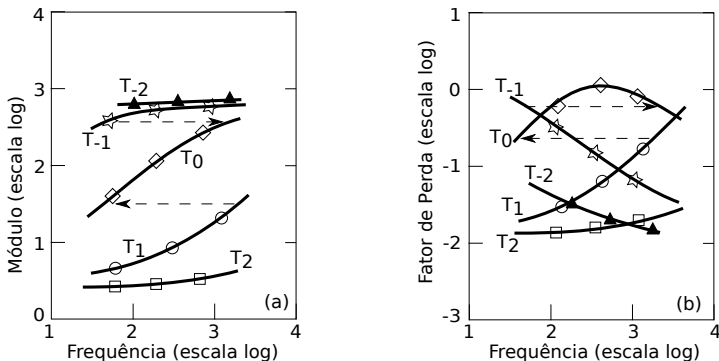 Módulo (escala log)
4
3
2
1
0
T-2
T-1
T0
T1
T2
(a)
1
2
3
4
Frequência (escala log)
Fator de Perda (escala log)
1
0
-1
-2
-3
T-1
T0
T-2
T1
T2
(b)
1
2
3
4
Frequência (escala log)